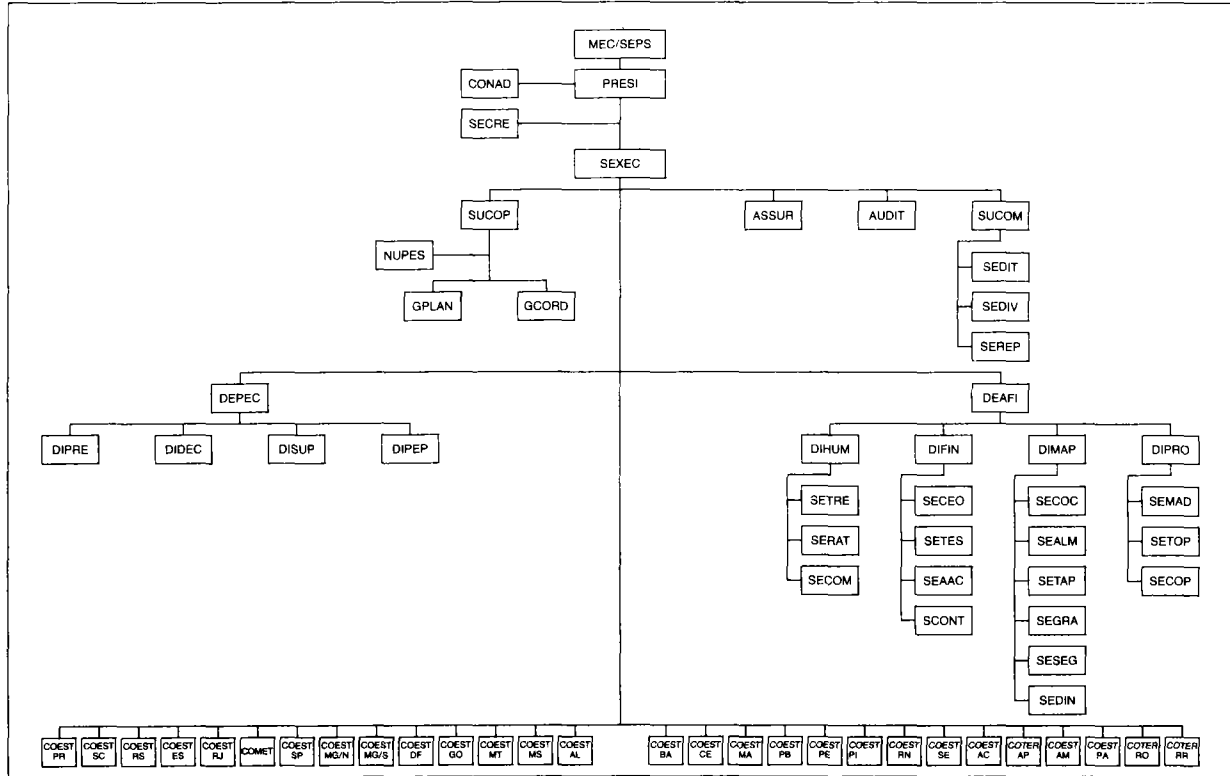 MEC/SEPS
CONAD
PRESI
SECRE
SEXEC
SUCOP
ASSUR
AUDIT
SUCOM
NUPES
SEDIT
GPLAN
GCORD
SEDIV
SEREP
DEPEC
DEAFI
DIPRE
DIDEC
DISUP
DIPEP
DIHUM
DIFIN
DIMAP
DIPRO
SETRE
SECEO
SECOC
SEMAD
SERAT
SETES
SEALM
SETOP
SECOM
SEAAC
SETAP
SECOP
SCONT
SEGRA
SESEG
SEDIN
COEST
PR
COEST
SC
COEST
RS
COEST
ES
COEST
RJ
COMET
COEST
SP
COEST
MG/N
COEST
MG/S
COEST
DF
COEST
GO
COEST
MT
COEST
MS
COEST
AL
COEST
BA
COEST
CE
COEST
MA
COEST
PB
COEST
PE
COEST
PI
COEST
RN
COEST
SE
COEST
AC
COTER
AP
COEST
AM
COEST
PA
COTER
RO
COTER
RR